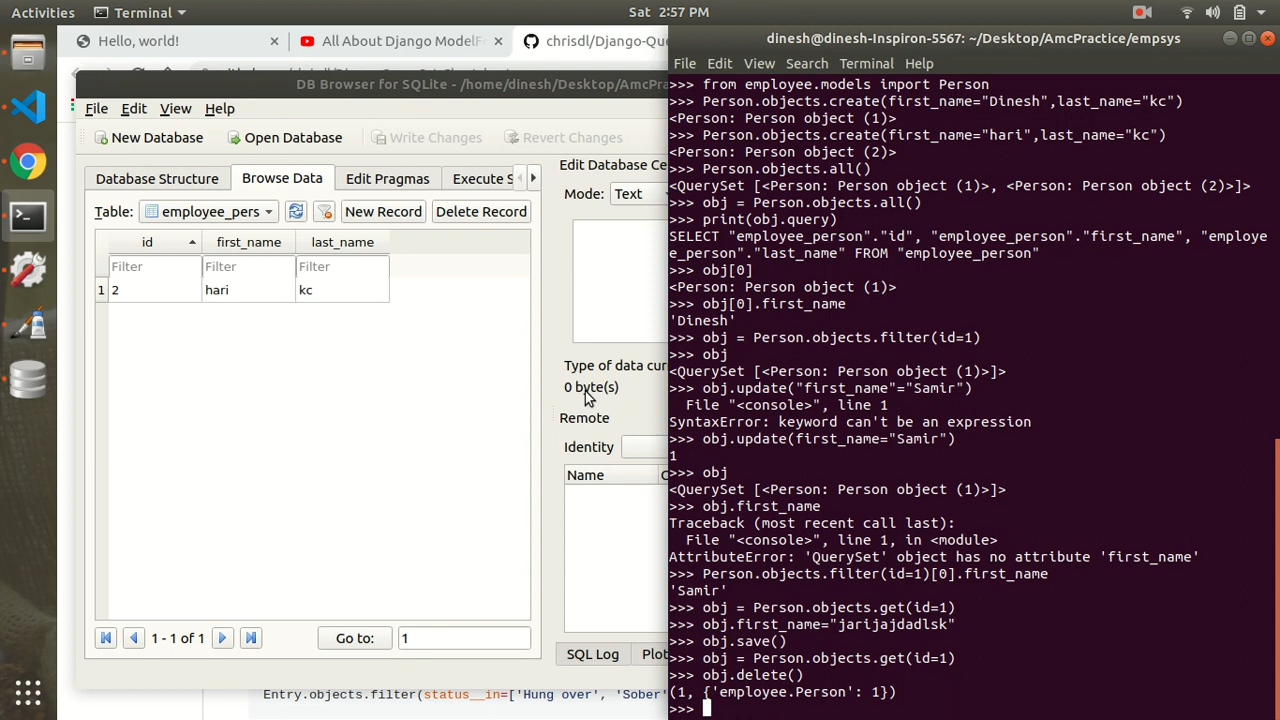 Activities
Terminal
Sat 2:57 PM
Hello, world!
All About Django ModelFo
chrisdl/Django-Que
DB Browser for SQLite - /home/dinesh/Desktop/AmcPra
File Edit View Help
New Database Open Database Write Changes Revert Changes
Database Structure Browse Data Edit Pragmas Execute S
Table: employee_pers New Record Delete Record
id first_name last_name
Filter Filter Filter
1 2 hari kc
1 - 1 of 1 Go to: 1
Edit Database Ce
Mode: Text
Type of data cur
0 byte(s)
Remote
Identity
Name
SQL Log Plot
Entry.objects.filter(status__in=['Hung over', 'Sober'
dinesh@dinesh-Inspiron-5567: ~/Desktop/AmcPractice/empsys
File Edit View Search Terminal Help
>>> from employee.models import Person
>>> Person.objects.create(first_name="Dinesh",last_name="kc")
<Person: Person object (1)>
>>> Person.objects.create(first_name="hari",last_name="kc")
<Person: Person object (2)>
>>> Person.objects.all()
<QuerySet [<Person: Person object (1)>, <Person: Person object (2)>]>
>>> obj = Person.objects.all()
>>> print(obj.query)
SELECT "employee_person"."id", "employee_person"."first_name", "employe
e_person"."last_name" FROM "employee_person"
>>> obj[0]
<Person: Person object (1)>
>>> obj[0].first_name
'Dinesh'
>>> obj = Person.objects.filter(id=1)
>>> obj
<QuerySet [<Person: Person object (1)>]>
>>> obj.update("first_name"="Samir")
  File "<console>", line 1
SyntaxError: keyword can't be an expression
>>> obj.update(first_name="Samir")
1
>>> obj
<QuerySet [<Person: Person object (1)>]>
>>> obj.first_name
Traceback (most recent call last):
  File "<console>", line 1, in <module>
AttributeError: 'QuerySet' object has no attribute 'first_name'
>>> Person.objects.filter(id=1)[0].first_name
'Samir'
>>> obj = Person.objects.get(id=1)
>>> obj.first_name="jarijajdadlsk"
>>> obj.save()
>>> obj = Person.objects.get(id=1)
>>> obj.delete()
(1, {'employee.Person': 1})
>>>